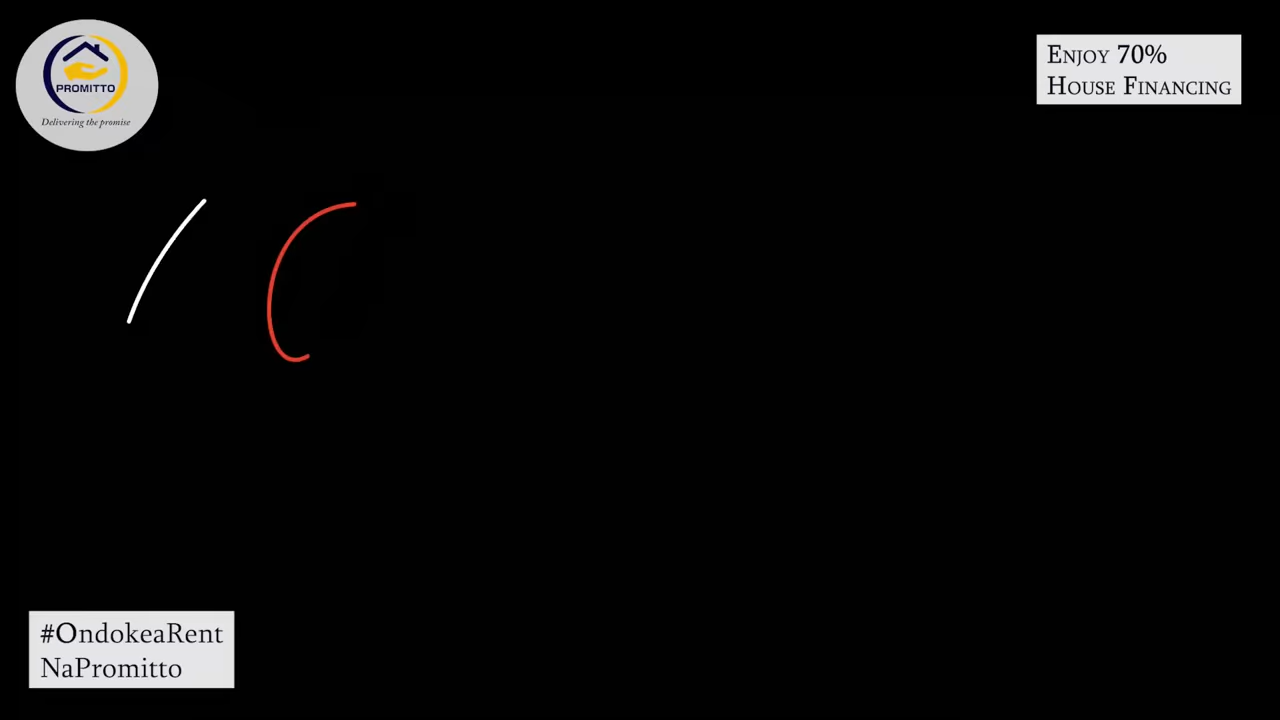 PROMITTO
Delivering the promise
Enjoy 70%
House Financing
#OndokeaRent
NaPromitto